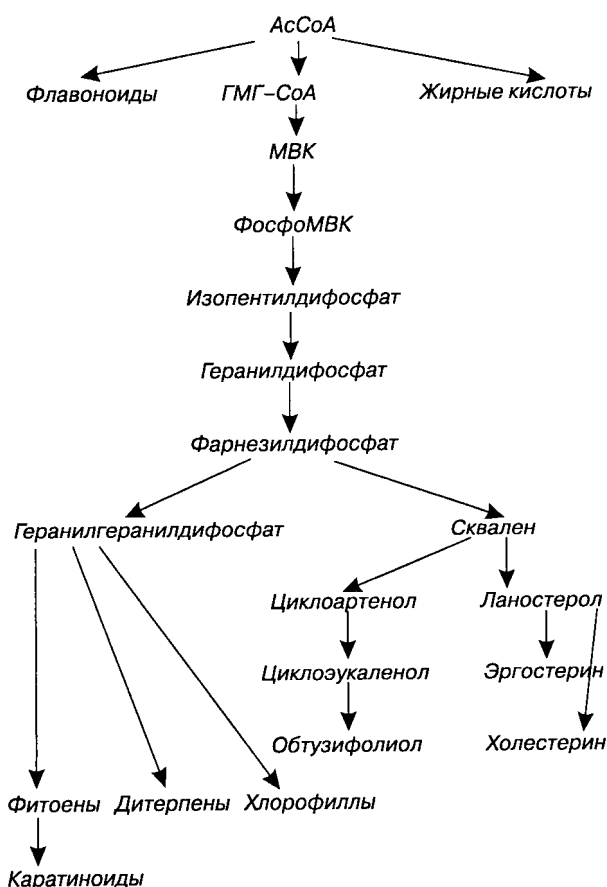 АсСоА
Флавоноиды ГМГ–СоА Жирные кислоты
МВК
ФосфоМВК
Изопентилдифосфат
Геранилдифосфат
Фарнезилдифосфат
Геранилгеранилдифосфат Сквален
Циклоартенол Ланостерол
Циклоэукаленол Эргостерин
Обтузифолиол Холестерин
Фитоены Дитерпены Хлорофиллы
Каратиноиды